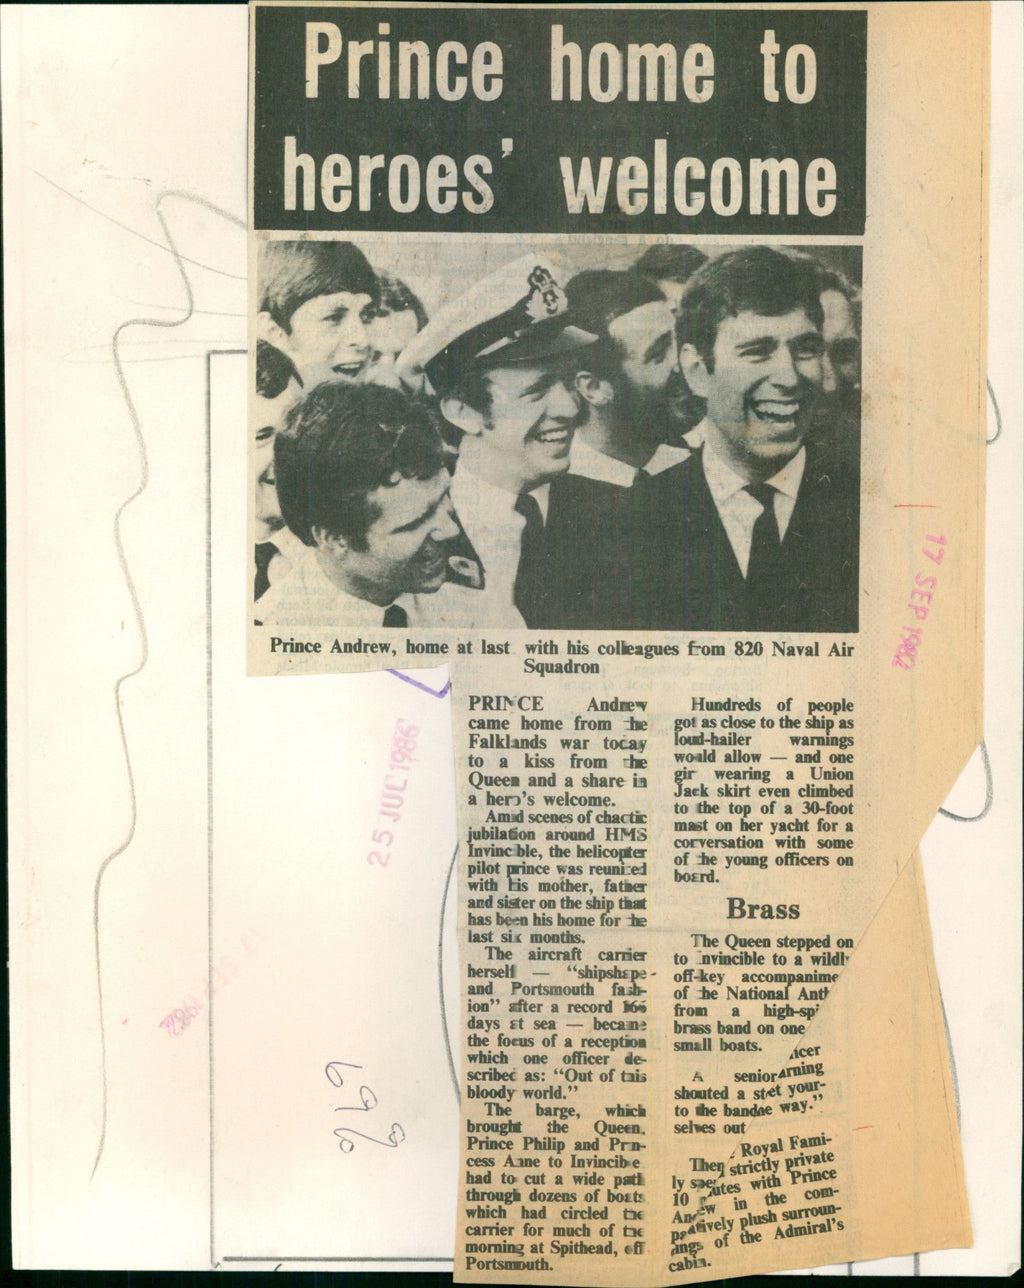 Prince home to
heroes' welcome
Prince Andrew, home at last with his colleagues from 820 Naval Air
Squadron
PRINCE Andrew
came home from the
Falklands war today
to a kiss from the
Queen and a share in
a hero's welcome.
Amid scenes of chaotic
jubilation around HMS
Invincible, the helicopter
pilot prince was reunited
with his mother, father
and sister on the ship that
has been his home for the
last six months.
The aircraft carrier
herself — "shipshape
and Portsmouth fash-
ion" after a record 166
days at sea — became
the focus of a reception
which one officer de-
scribed as: "Out of this
bloody world."
The barge, which
brought the Queen,
Prince Philip and Prin-
cess Anne to Invincible
had to cut a wide path
through dozens of boats
which had circled the
carrier for much of the
morning at Spithead, off
Portsmouth.
Hundreds of people
got as close to the ship as
loud-hailer warnings
would allow — and one
girl wearing a Union
Jack skirt even climbed
to the top of a 30-foot
mast on her yacht for a
conversation with some
of the young officers on
board.
Brass
The Queen stepped on
to Invincible to a wildly
off-key accompanime
of the National Anth
from a high-spi
brass band on one
small boats.
A senior
shouted a
to the band
selves out
Royal Fami-
ly strictly private
10 with Prince
in the com-
plush surroun-
of the Admiral's
cabin.
17 SEP 1982
25 JUL 1986
17 SEP 1982